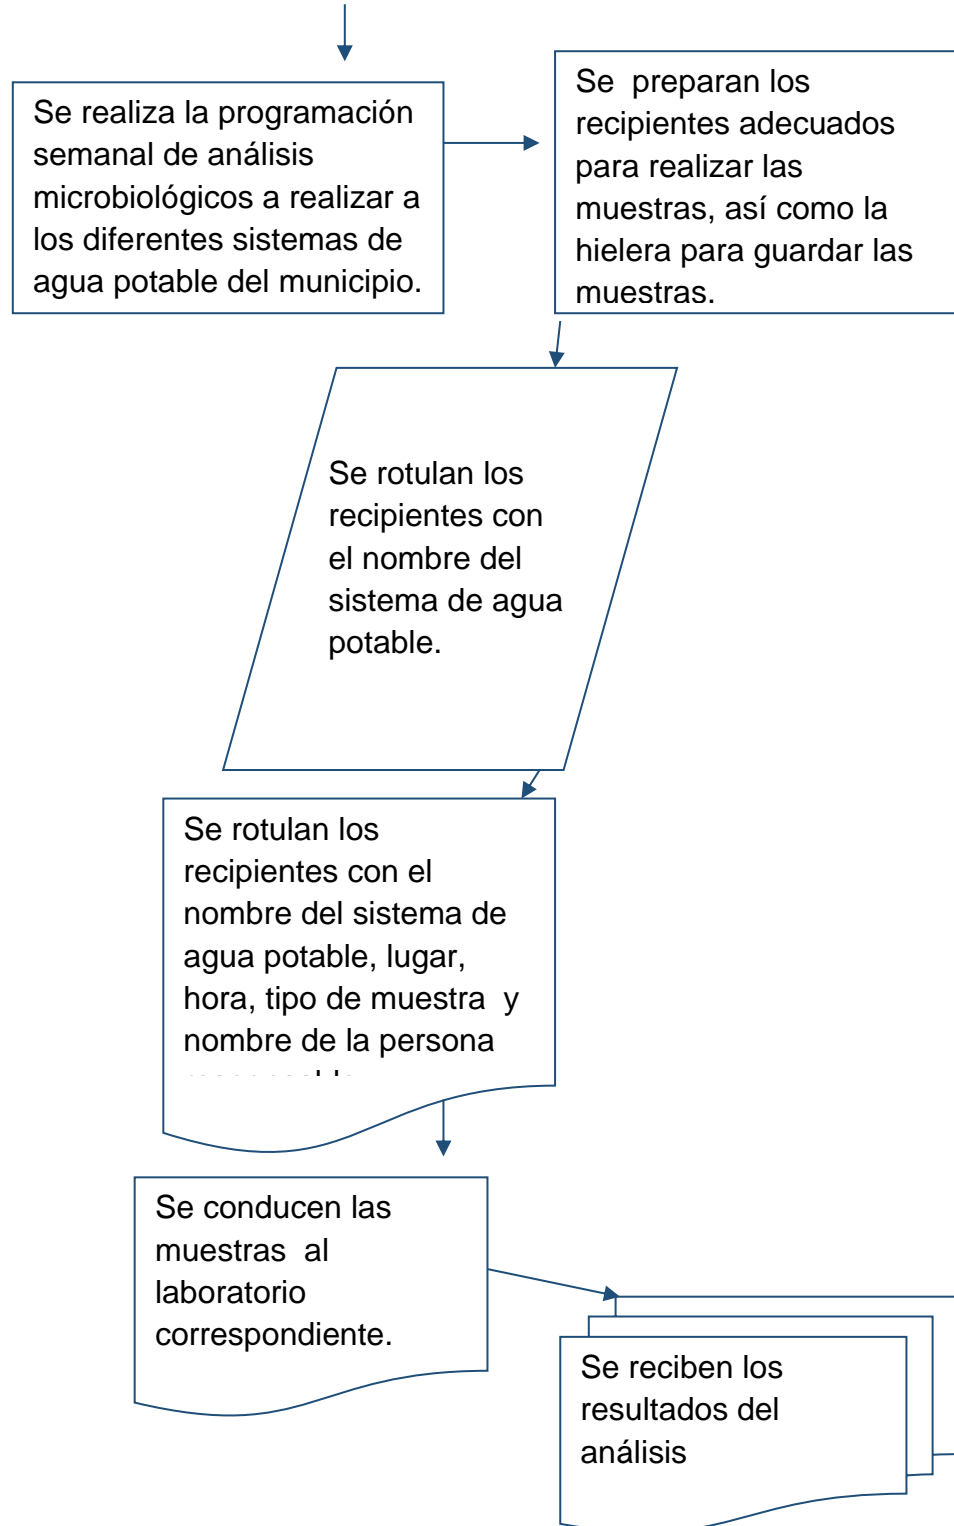 Se realiza la programación
semanal de análisis
microbiológicos a realizar a
los diferentes sistemas de
agua potable del municipio.
Se  preparan los
recipientes adecuados
para realizar las
muestras, así como la
hielera para guardar las
muestras.
Se rotulan los
recipientes con
el nombre del
sistema de agua
potable.
Se rotulan los
recipientes con el
nombre del sistema de
agua potable, lugar,
hora, tipo de muestra  y
nombre de la persona
Se conducen las
muestras  al
laboratorio
correspondiente.
Se reciben los
resultados del
análisis